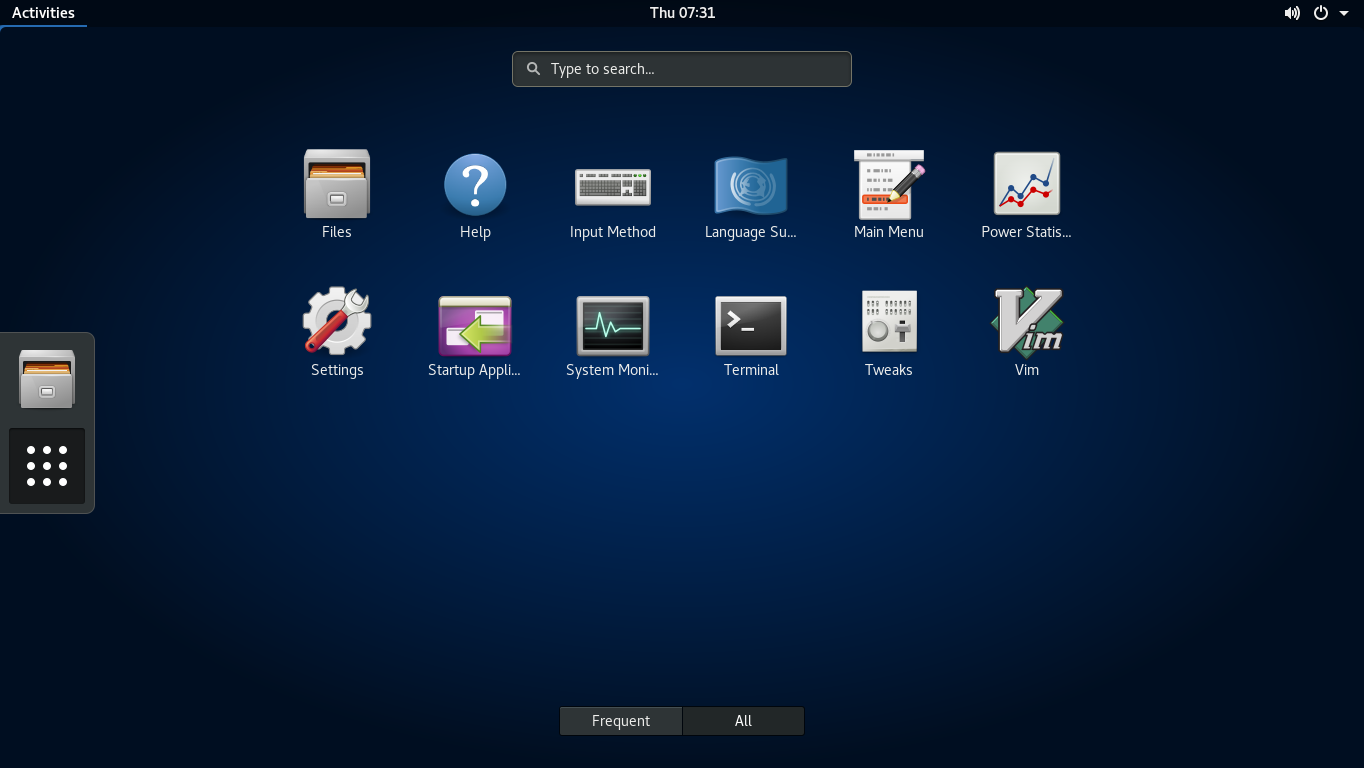 Activities
Thu 07:31
Type to search...
Files
Help
Input Method
Language Su...
Main Menu
Power Statis...
Settings
Startup Appli...
System Moni...
Terminal
Tweaks
Vim
Frequent
All